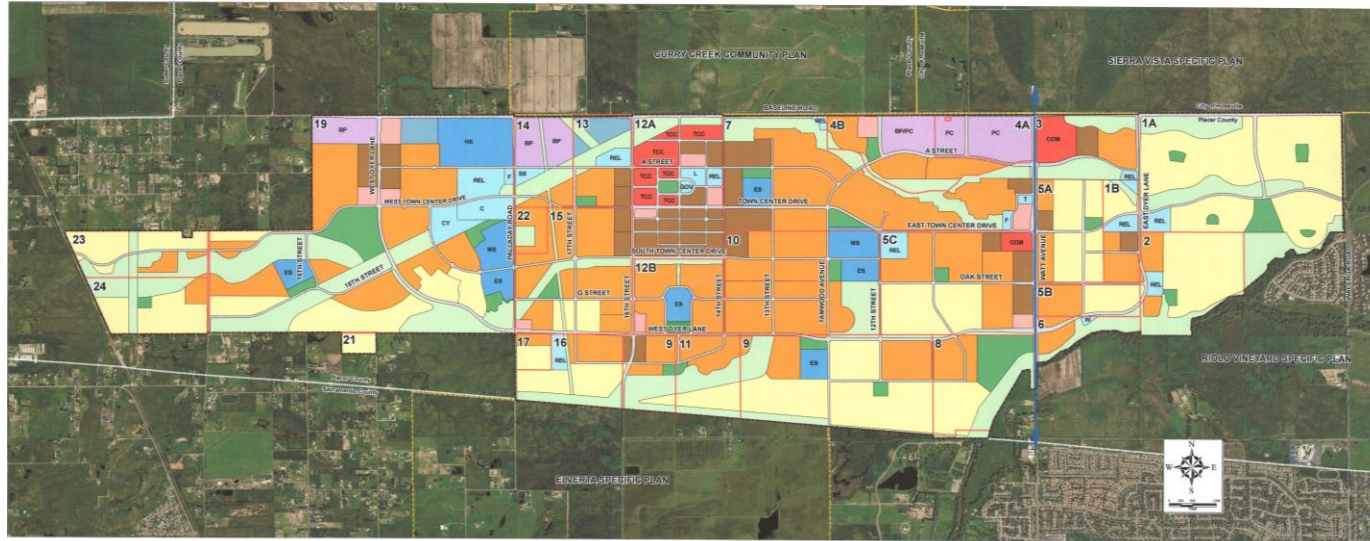 CURRY CREEK COMMUNITY PLAN
SIERRA VISTA SPECIFIC PLAN
Placer County
BASELINE ROAD
City of Roseville
Placer County
19
BP
HS
14
BP
BP
13
12A
TCC
TCC
TCC
A STREET
7
REL
4B
BP/PC
PC
PC
4A
A STREET
3
COM
1A
WEST DYER LANE
REL
F
SS
REL
TCC
TCC
L
REL
GOV
TCC
TCC
ES
WEST TOWN CENTER DRIVE
TOWN CENTER DRIVE
5A
1B
REL
T
F
EAST DYER LANE
REL
REL
CY
C
PALLADAY ROAD
22
15
17TH STREET
EAST TOWN CENTER DRIVE
23
MS
SOUTH TOWN CENTER DRIVE
10
MS
5C
REL
COM
WATT AVENUE
2
24
ES
19TH STREET
18TH STREET
ES
12B
ES
OAK STREET
REL
G STREET
16TH STREET
ES
14TH STREET
13TH STREET
TAMWOOD AVENUE
12TH STREET
5B
WEST DYER LANE
6
W
21
17
16
REL
9
11
9
ES
8
RIOLO VINEYARD SPECIFIC PLAN
Placer County
Sacramento County
ELVERTA SPECIFIC PLAN
N
W
E
S